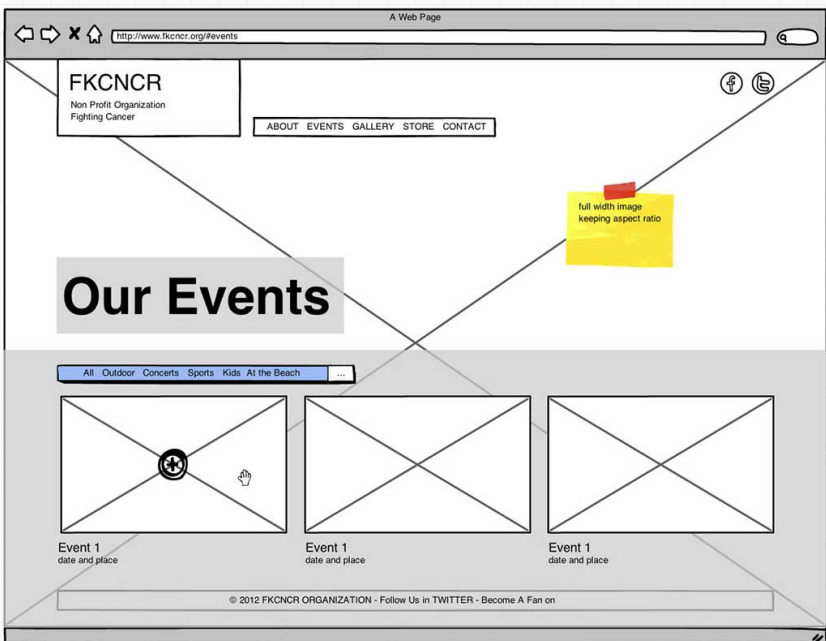 A Web Page
http://www.fkcncr.org/#events
FKCNCR
Non Profit Organization
Fighting Cancer
ABOUT EVENTS GALLERY STORE CONTACT
full width image
keeping aspect ratio
Our Events
All Outdoor Concerts Sports Kids At the Beach ...
Event 1
date and place
Event 1
date and place
Event 1
date and place
© 2012 FKCNCR ORGANIZATION - Follow Us in TWITTER - Become A Fan on